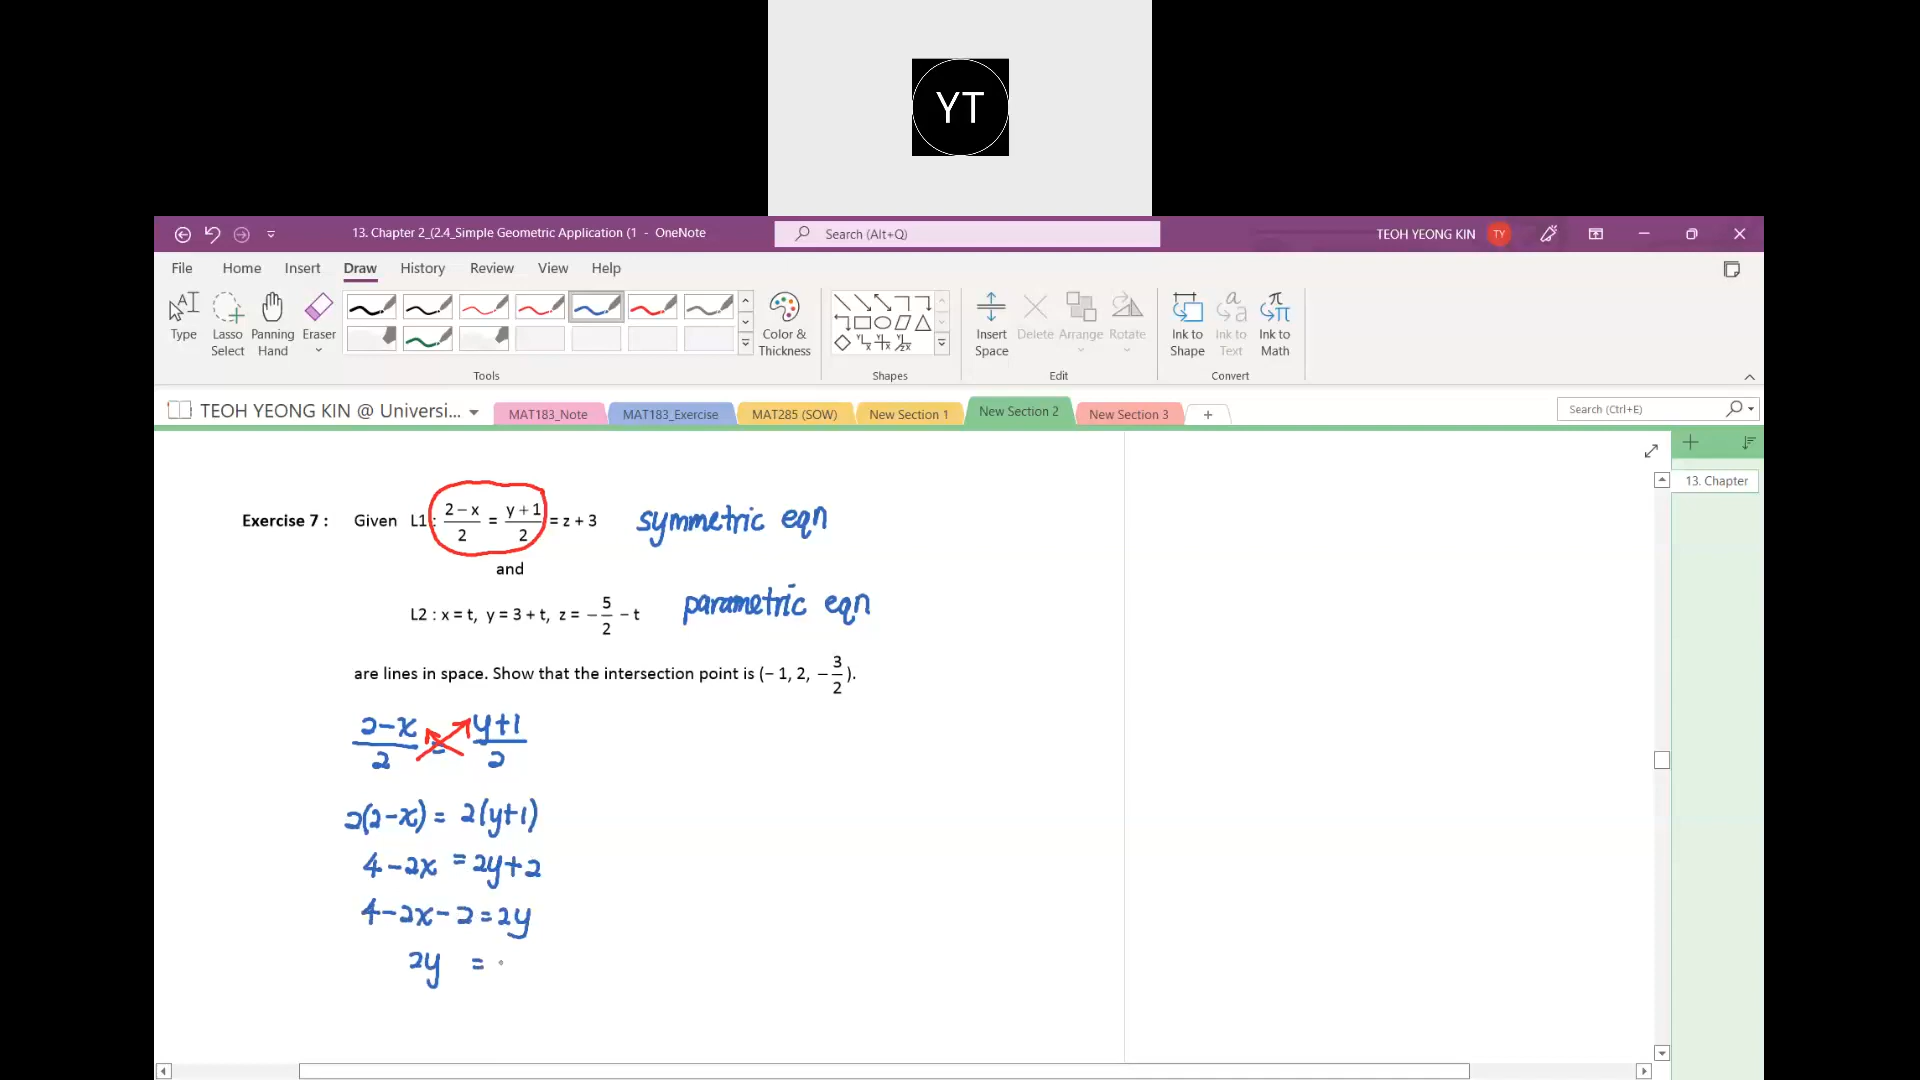 YT
13. Chapter 2_(2.4_Simple Geometric Application (1 - OneNote
Search (Alt+Q)
TEOH YEONG KIN TY
File Home Insert Draw History Review View Help
Type
Lasso Select
Panning Hand
Eraser
Color & Thickness
Insert Space
Delete
Arrange
Rotate
Ink to Shape
Ink to Text
Ink to Math
Tools Shapes Edit Convert
TEOH YEONG KIN @ Universi... MAT183_Note MAT183_Exercise MAT285 (SOW) New Section 1 New Section 2 New Section 3 + Search (Ctrl+E)
13. Chapter
Exercise 7 : Given L1 : (2 − x)/2 = (y + 1)/2 = z + 3 symmetric eqn
and
L2 : x = t, y = 3 + t, z = − 5/2 − t parametric eqn
are lines in space. Show that the intersection point is (− 1, 2, − 3/2).
(2-x)/2 = (y+1)/2
2(2-x) = 2(y+1)
4-2x = 2y+2
4-2x-2 = 2y
2y =